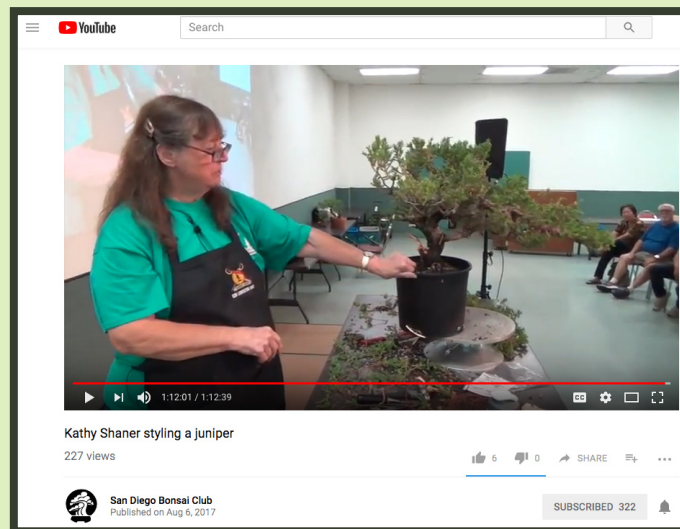 YouTube
Search
1:12:01 / 1:12:39
CC
Kathy Shaner styling a juniper
227 views
6
0
SHARE
San Diego Bonsai Club
Published on Aug 6, 2017
SUBSCRIBED 322